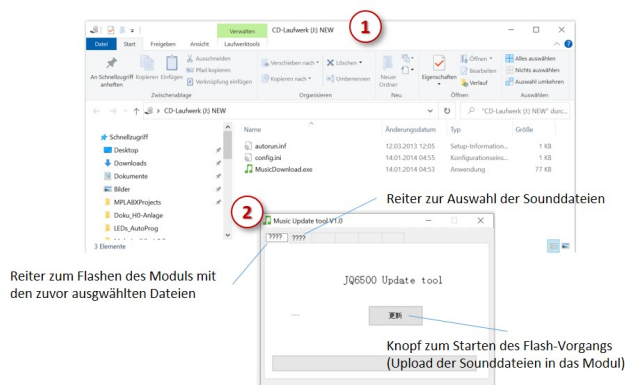 Verwalten
CD-Laufwerk (J:) NEW
1
Datei Start Freigeben Ansicht Laufwerktools
An Schnellzugriff anheften
Kopieren
Einfügen
Ausschneiden
Pfad kopieren
Verknüpfung einfügen
Verschieben nach
Kopieren nach
Löschen
Umbenennen
Neuer Ordner
Eigenschaften
Öffnen
Bearbeiten
Verlauf
Alles auswählen
Nichts auswählen
Auswahl umkehren
Zwischenablage Organisieren Neu Öffnen Auswählen
CD-Laufwerk (J:) NEW
"CD-Laufwerk (J:) NEW" durc...
Name Änderungsdatum Typ Größe
autorun.inf 12.03.2013 12:05 Setup-Information... 1 KB
config.ini 14.01.2014 04:55 Konfigurationseins... 1 KB
MusicDownload.exe 14.01.2014 04:53 Anwendung 77 KB
Schnellzugriff
Desktop
Downloads
Dokumente
Bilder
MPLABXProjects
Doku_H0-Anlage
LEDs_AutoProg
3 Elemente
2
Music Update tool V1.0
???? ????
JQ6500 Update tool
更新
Reiter zur Auswahl der Sounddateien
Reiter zum Flashen des Moduls mit
den zuvor ausgwählten Dateien
Knopf zum Starten des Flash-Vorgangs
(Upload der Sounddateien in das Modul)